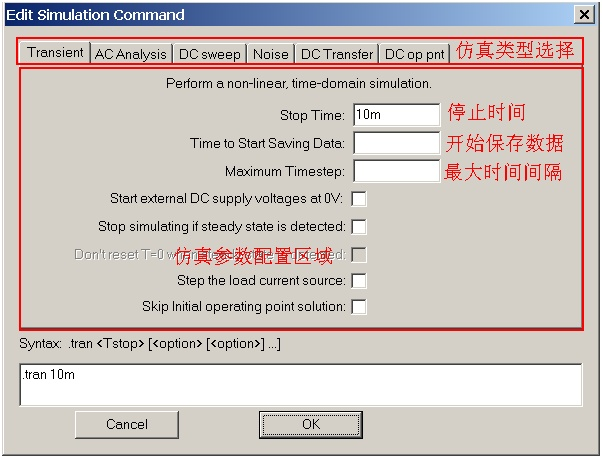 Edit Simulation Command
Transient AC Analysis DC sweep Noise DC Transfer DC op pnt 仿真类型选择
Perform a non-linear, time-domain simulation.
Stop Time: 10m 停止时间
Time to Start Saving Data: 开始保存数据
Maximum Timestep: 最大时间间隔
Start external DC supply voltages at 0V:
Stop simulating if steady state is detected:
Don't reset T=0 when
仿真参数配置区域
Step the load current source:
Skip Initial operating point solution:
Syntax: .tran <Tstop> [<option> [<option>] ...]
.tran 10m
Cancel OK